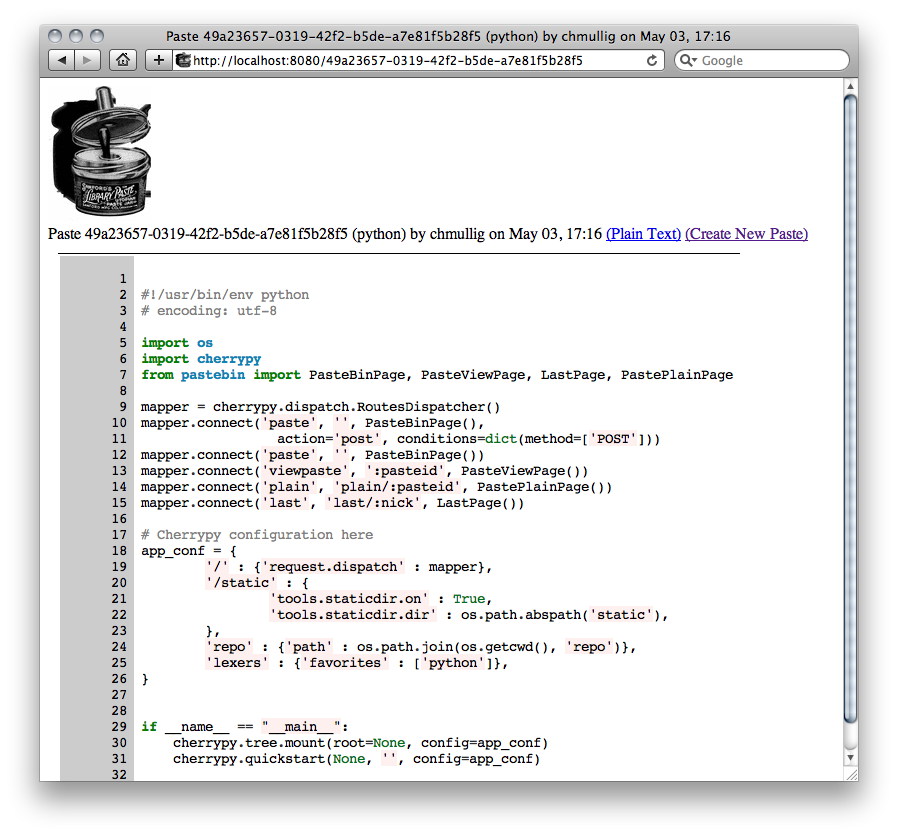 Paste 49a23657-0319-42f2-b5de-a7e81f5b28f5 (python) by chmullig on May 03, 17:16
http://localhost:8080/49a23657-0319-42f2-b5de-a7e81f5b28f5
Google
SANFORD'S
LIBRARY PASTE
UTOPIAN
PASTE JAR
Paste 49a23657-0319-42f2-b5de-a7e81f5b28f5 (python) by chmullig on May 03, 17:16 (Plain Text) (Create New Paste)
1
2 #!/usr/bin/env python
3 # encoding: utf-8
4
5 import os
6 import cherrypy
7 from pastebin import PasteBinPage, PasteViewPage, LastPage, PastePlainPage
8
9 mapper = cherrypy.dispatch.RoutesDispatcher()
10 mapper.connect('paste', '', PasteBinPage(),
11                  action='post', conditions=dict(method=['POST']))
12 mapper.connect('paste', '', PasteBinPage())
13 mapper.connect('viewpaste', ':pasteid', PasteViewPage())
14 mapper.connect('plain', 'plain/:pasteid', PastePlainPage())
15 mapper.connect('last', 'last/:nick', LastPage())
16
17 # Cherrypy configuration here
18 app_conf = {
19         '/' : {'request.dispatch' : mapper},
20         '/static' : {
21                 'tools.staticdir.on' : True,
22                 'tools.staticdir.dir' : os.path.abspath('static'),
23         },
24         'repo' : {'path' : os.path.join(os.getcwd(), 'repo')},
25         'lexers' : {'favorites' : ['python']},
26 }
27
28
29 if __name__ == "__main__":
30     cherrypy.tree.mount(root=None, config=app_conf)
31     cherrypy.quickstart(None, '', config=app_conf)
32